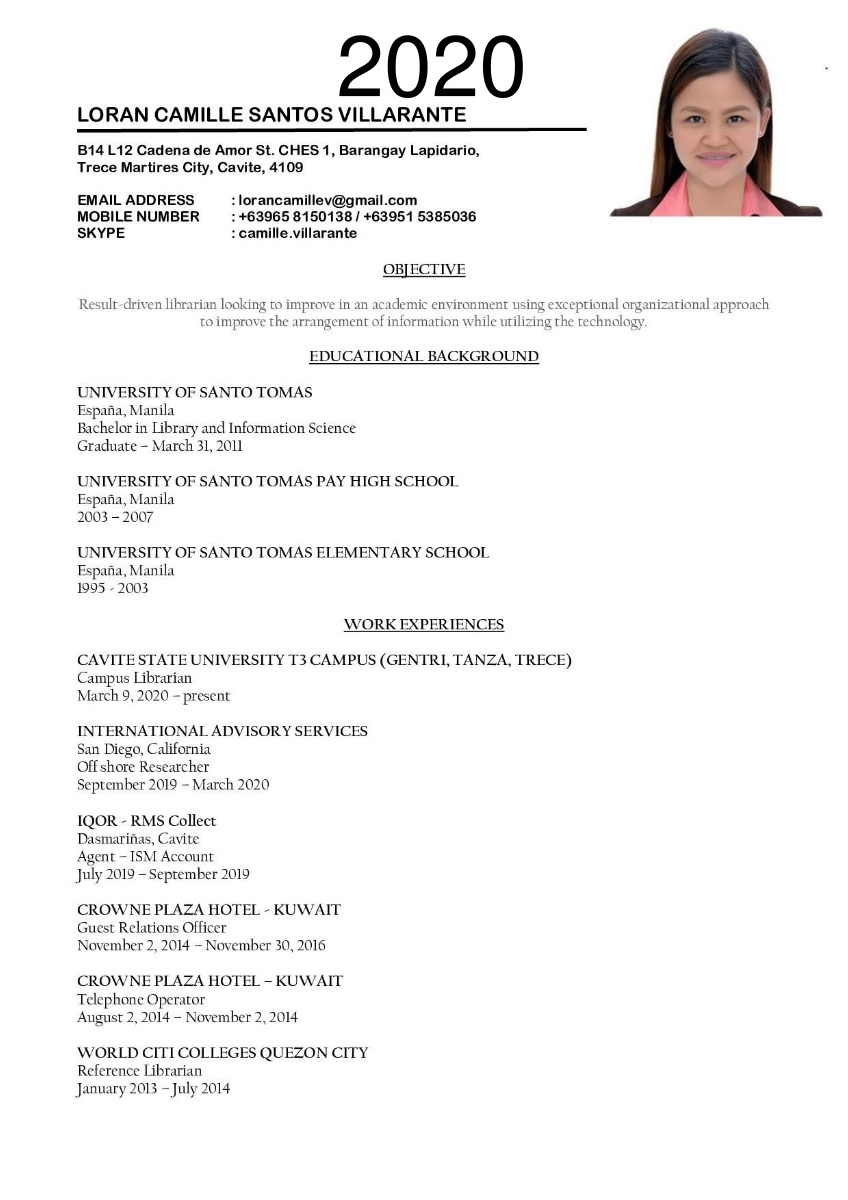 2020
LORAN CAMILLE SANTOS VILLARANTE
B14 L12 Cadena de Amor St. CHES 1, Barangay Lapidario,
Trece Martires City, Cavite, 4109
EMAIL ADDRESS : lorancamillev@gmail.com
MOBILE NUMBER : +63965 8150138 / +63951 5385036
SKYPE : camille.villarante
OBJECTIVE
Result-driven librarian looking to improve in an academic environment using exceptional organizational approach
to improve the arrangement of information while utilizing the technology.
EDUCATIONAL BACKGROUND
UNIVERSITY OF SANTO TOMAS
España, Manila
Bachelor in Library and Information Science
Graduate – March 31, 2011
UNIVERSITY OF SANTO TOMAS PAY HIGH SCHOOL
España, Manila
2003 – 2007
UNIVERSITY OF SANTO TOMAS ELEMENTARY SCHOOL
España, Manila
1995 - 2003
WORK EXPERIENCES
CAVITE STATE UNIVERSITY T3 CAMPUS (GENTRI, TANZA, TRECE)
Campus Librarian
March 9, 2020 – present
INTERNATIONAL ADVISORY SERVICES
San Diego, California
Off shore Researcher
September 2019 – March 2020
IQOR - RMS Collect
Dasmariñas, Cavite
Agent – ISM Account
July 2019 – September 2019
CROWNE PLAZA HOTEL - KUWAIT
Guest Relations Officer
November 2, 2014 – November 30, 2016
CROWNE PLAZA HOTEL – KUWAIT
Telephone Operator
August 2, 2014 – November 2, 2014
WORLD CITI COLLEGES QUEZON CITY
Reference Librarian
January 2013 – July 2014